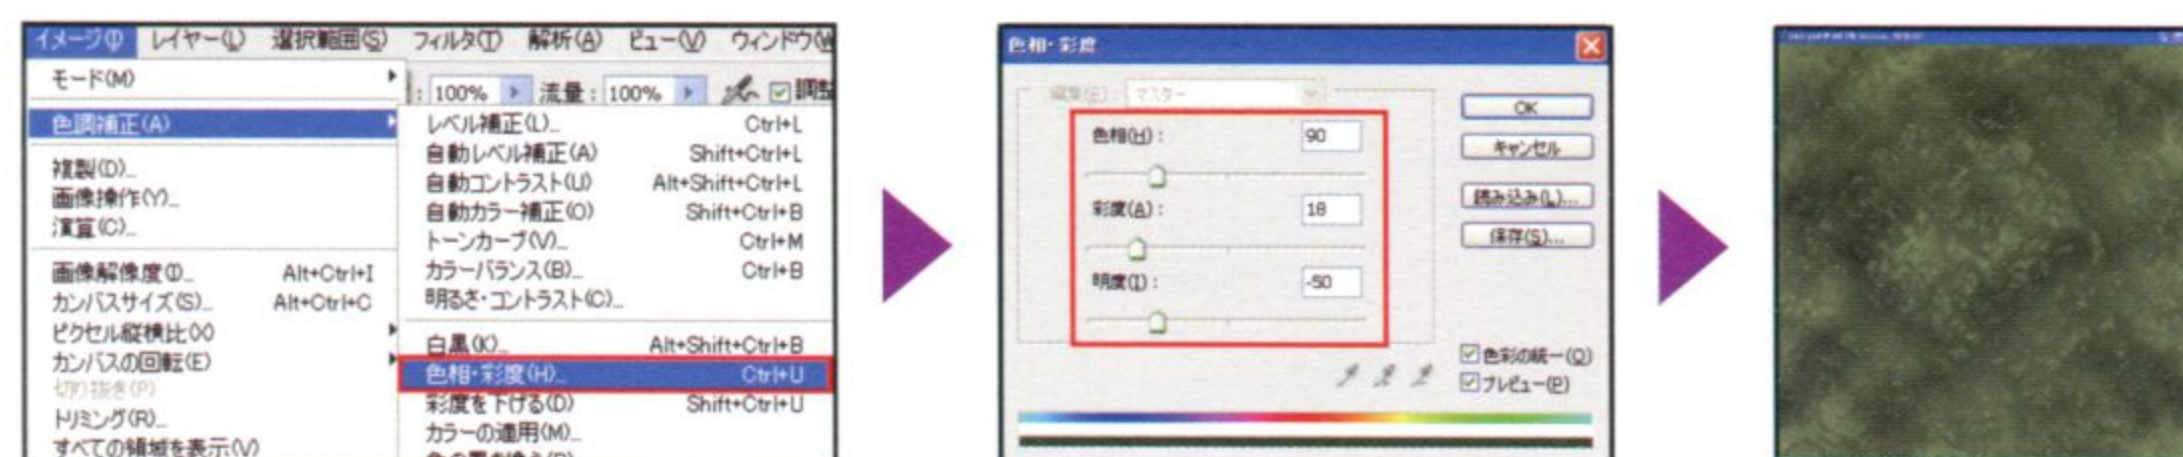 イメージ(I) レイヤー(L) 選択範囲(S) フィルタ(T) 解析(A) ビュー(V) ウィンドウ(W
モード(M)
: 100% 流量: 100% 調整
色調補正(A)
複製(D)...
画像操作(Y)...
演算(C)...
画像解像度(I)... Alt+Ctrl+I
カンバスサイズ(S)... Alt+Ctrl+C
ピクセル縦横比(X)
カンバスの回転(E)
切り抜き(P)
トリミング(R)...
すべての領域を表示(V)
レベル補正(L)... Ctrl+L
自動レベル補正(A) Shift+Ctrl+L
自動コントラスト(U) Alt+Shift+Ctrl+L
自動カラー補正(O) Shift+Ctrl+B
トーンカーブ(V)... Ctrl+M
カラーバランス(B)... Ctrl+B
明るさ・コントラスト(C)...
白黒(K)... Alt+Shift+Ctrl+B
色相・彩度(H)... Ctrl+U
彩度を下げる(D) Shift+Ctrl+U
カラーの適用(M)...
色相・彩度
編集(E): マスター
色相(H): 90
彩度(A): 18
明度(I): -50
OK
キャンセル
読み込み(L)...
保存(S)...
色彩の統一(O)
プレビュー(P)